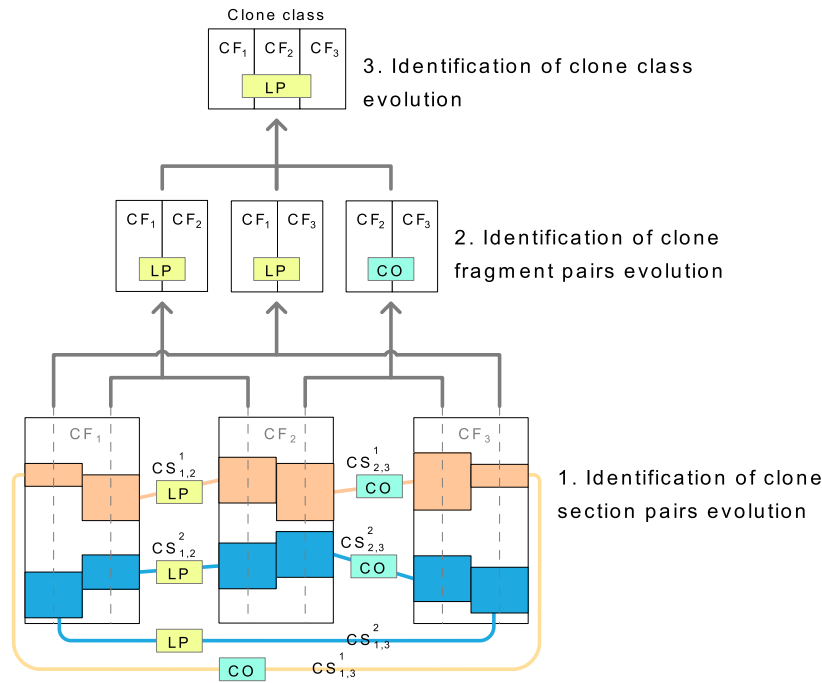 Clone class
CF1 CF2 CF3
LP
3. Identification of clone class
evolution
CF1 CF2
LP
CF1 CF3
LP
CF2 CF3
CO
2. Identification of clone
fragment pairs evolution
CF1
CF2
CF3
CS1,2 1
LP
CS2,3 1
CO
1. Identification of clone
section pairs evolution
CS1,2 2
LP
CS2,3 2
CO
LP
CS1,3 2
CO
CS1,3 1